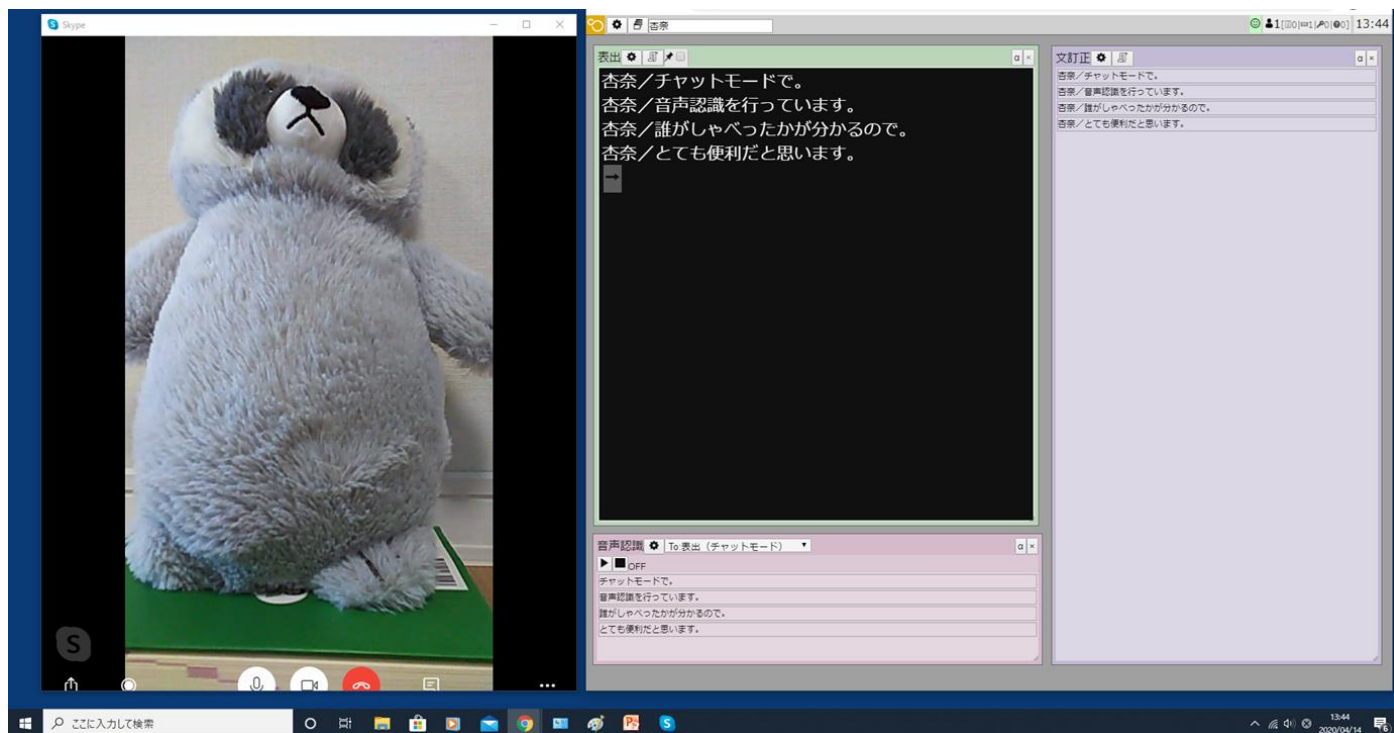 Skype
杏奈
1[0|1|0|0] 13:44
表出
杏奈／チャットモードで。
杏奈／音声認識を行っています。
杏奈／誰がしゃべったかが分かるので。
杏奈／とても便利だと思います。
→
文訂正
杏奈／チャットモードで。
杏奈／音声認識を行っています。
杏奈／誰がしゃべったかが分かるので。
杏奈／とても便利だと思います。
音声認識 To 表出（チャットモード）
OFF
チャットモードで。
音声認識を行っています。
誰がしゃべったかが分かるので。
とても便利だと思います。
ここに入力して検索
13:44
2020/04/14